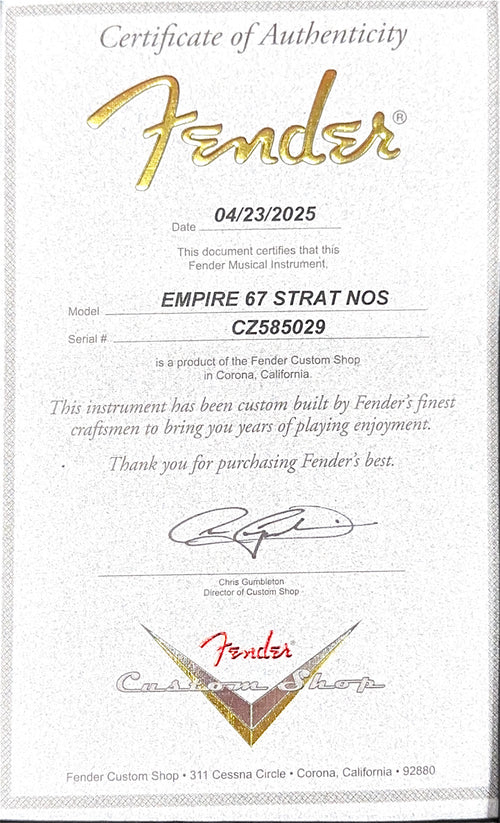 Certificate of Authenticity
Fender®
Date 04/23/2025
This document certifies that this
Fender Musical Instrument,
Model EMPIRE 67 STRAT NOS
Serial # CZ585029
is a product of the Fender Custom Shop
in Corona, California.
This instrument has been custom built by Fender's finest
craftsmen to bring you years of playing enjoyment.
Thank you for purchasing Fender's best.
Chris Gumbleton
Director of Custom Shop
Fender®
Custom Shop
Fender Custom Shop • 311 Cessna Circle • Corona, California • 92880